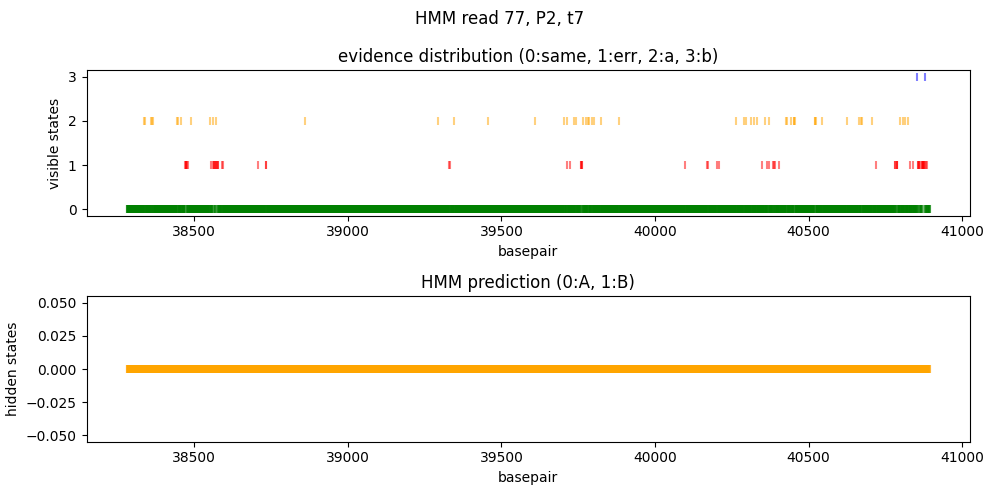 HMM read 77, P2, t7
evidence distribution (0:same, 1:err, 2:a, 3:b)
visible states
3
2
1
0
38500 39000 39500 40000 40500 41000
basepair
HMM prediction (0:A, 1:B)
hidden states
0.050
0.025
0.000
−0.025
−0.050
38500 39000 39500 40000 40500 41000
basepair